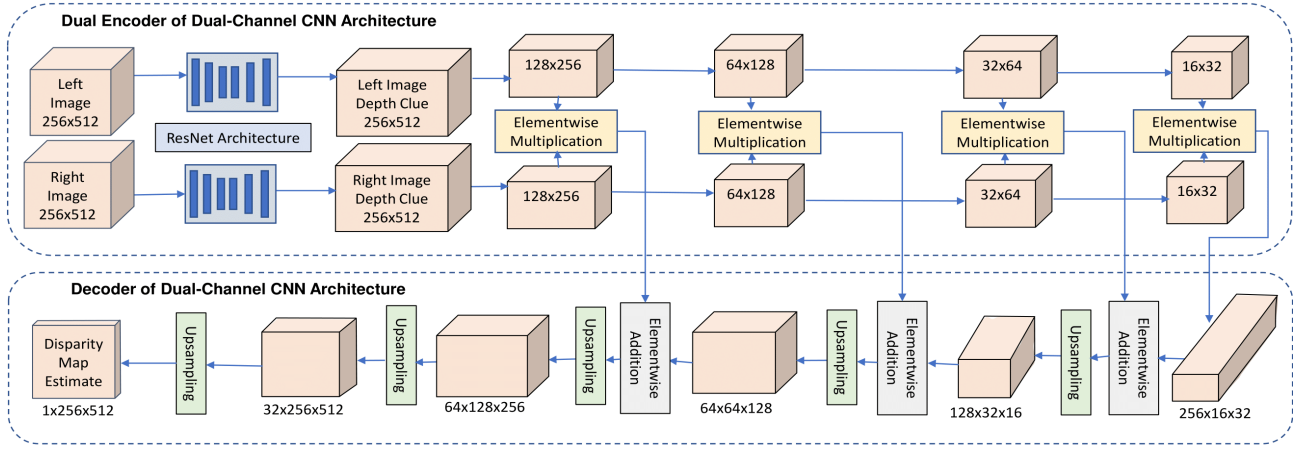 Dual Encoder of Dual-Channel CNN Architecture
Left
Image
256x512
Left Image
Depth Clue
256x512
128x256
64x128
32x64
16x32
ResNet Architecture
Elementwise
Multiplication
Elementwise
Multiplication
Elementwise
Multiplication
Elementwise
Multiplication
Right
Image
256x512
Right Image
Depth Clue
256x512
128x256
64x128
32x64
16x32
Decoder of Dual-Channel CNN Architecture
Disparity
Map
Estimate
1x256x512
Upsampling
32x256x512
Upsampling
64x128x256
Upsampling
Elementwise
Addition
64x64x128
Upsampling
Elementwise
Addition
128x32x16
Upsampling
Elementwise
Addition
256x16x32